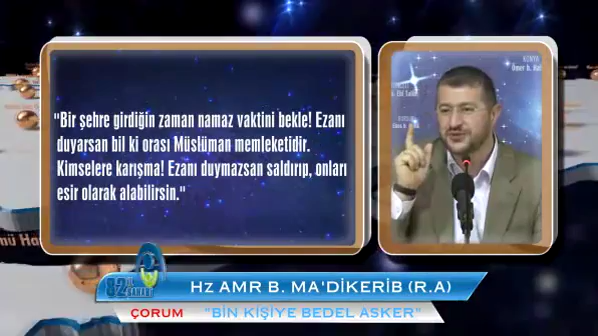 "Bir şehre girdiğin zaman namaz vaktini bekle! Ezanı
duyarsan bil ki orası Müslüman memleketidir.
Kimselere karışma! Ezanı duymazsan saldırıp, onları
esir olarak alabilirsin."
KONYA
Hz AMR B. MA'DİKERİB (R.A)
ÇORUM "BİN KİŞİYE BEDEL ASKER"